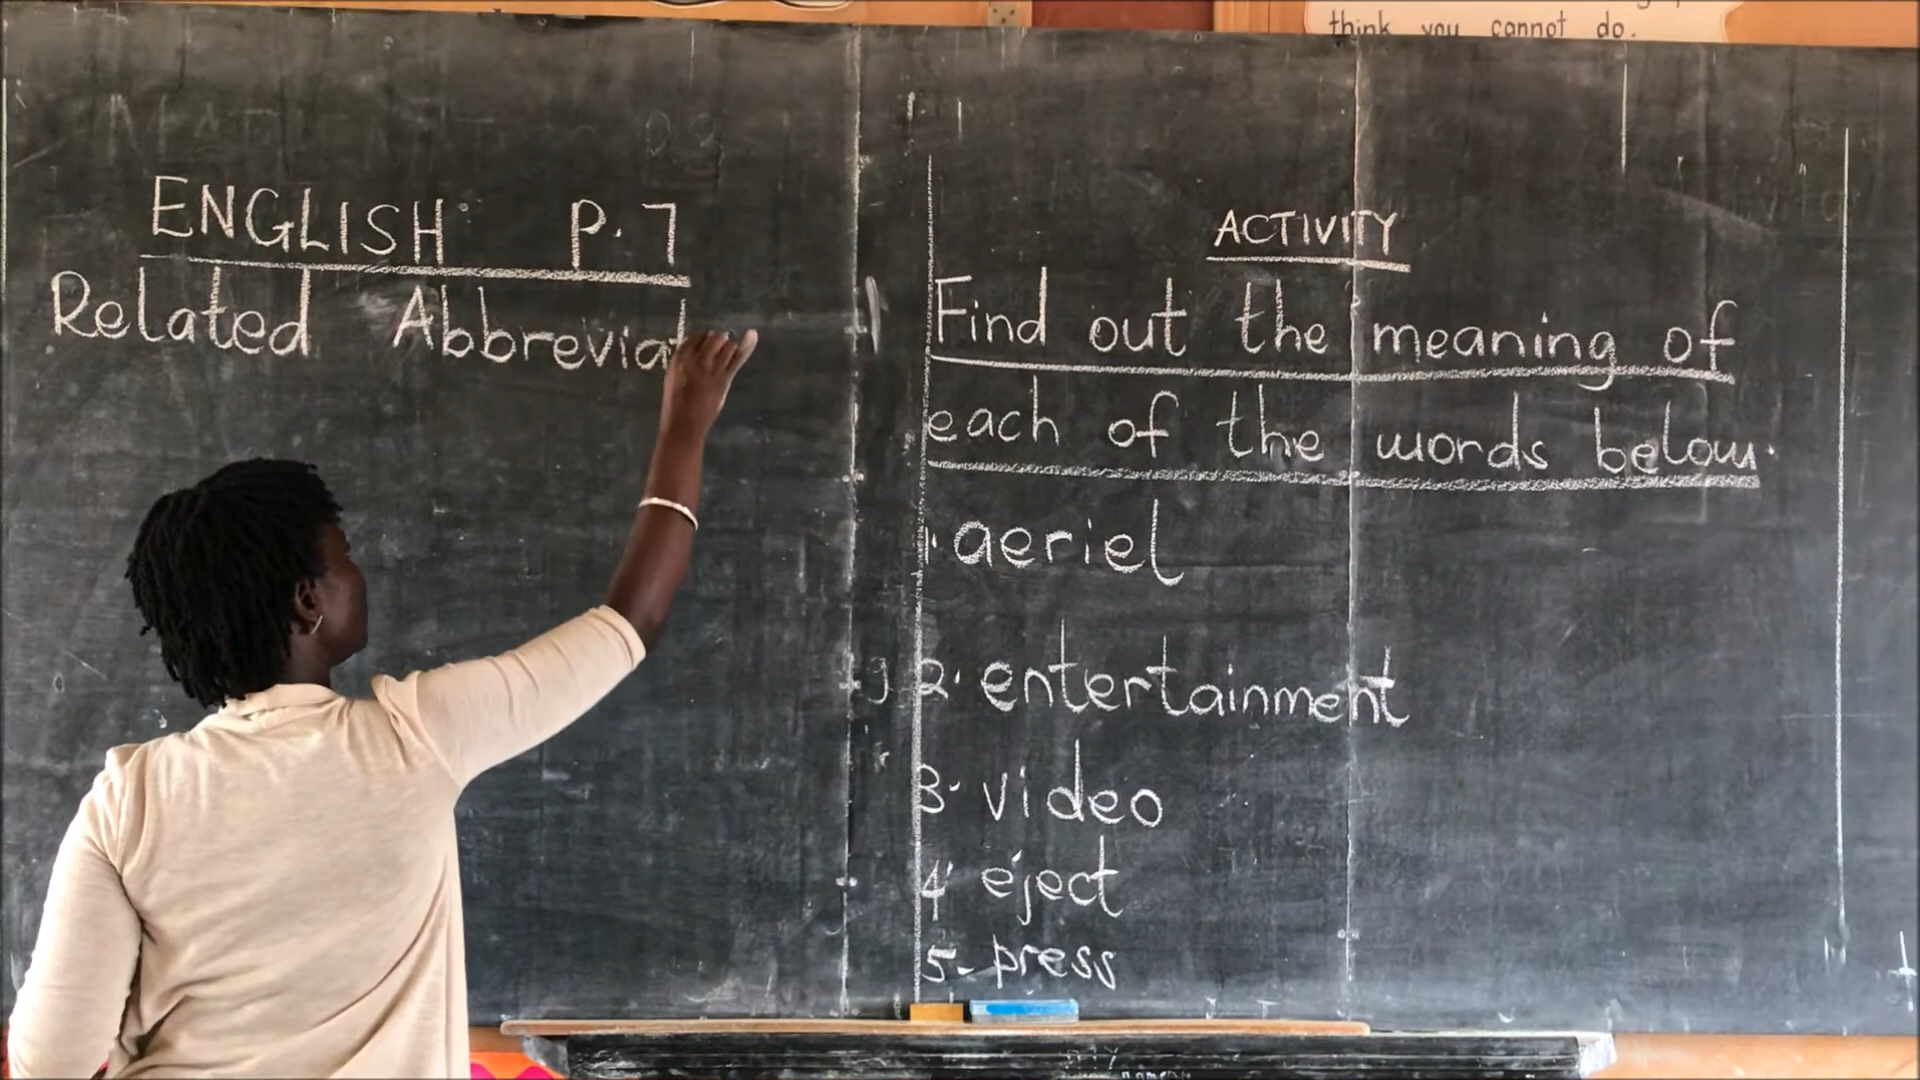 think you cannot do.
ENGLISH P.7
Related Abbreviat
ACTIVITY
Find out the meaning of
each of the words below.
1. aeriel
2. entertainment
3. video
4. eject
5. press